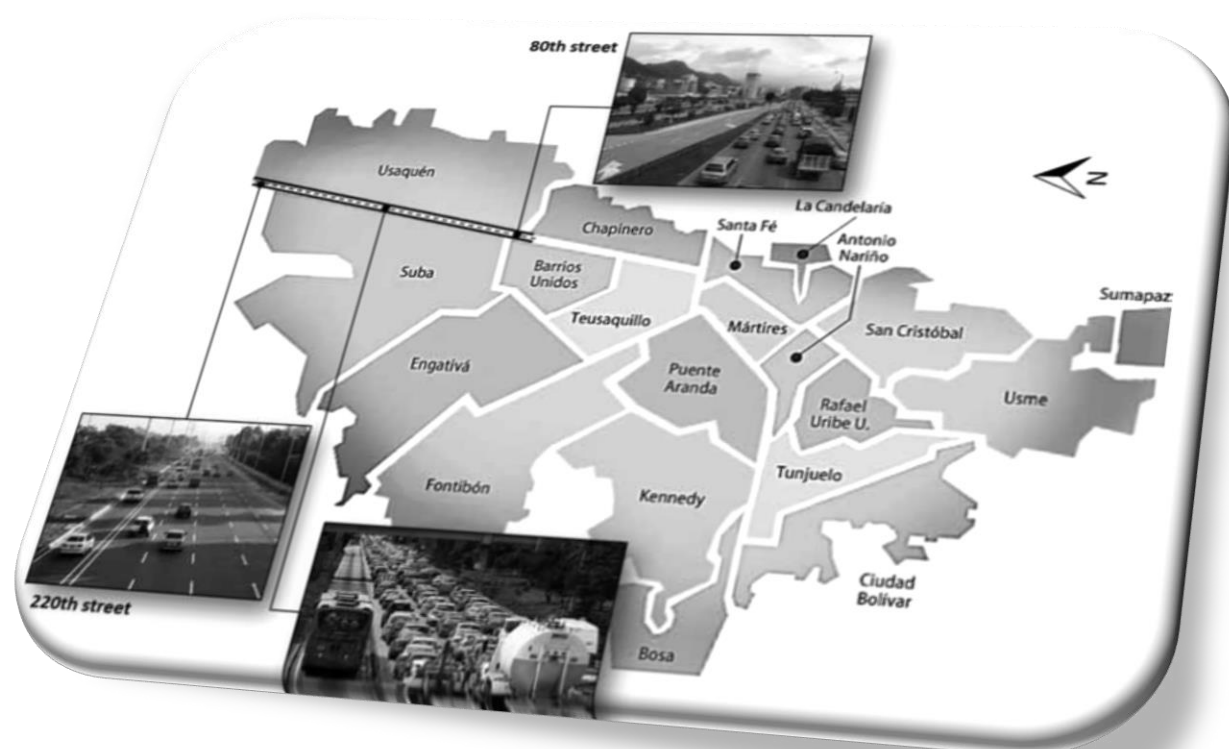 80th street
Usaquén
La Candelaría
Santa Fé
Chapinero
Antonio
Nariño
N
Suba
Barrios
Unidos
Sumapaz
Teusaquillo
Mártires
San Cristóbal
Engativá
Puente
Aranda
Usme
Rafael
Uribe U.
Tunjuelo
Fontibón
Kennedy
Ciudad
Bolívar
220th street
Bosa